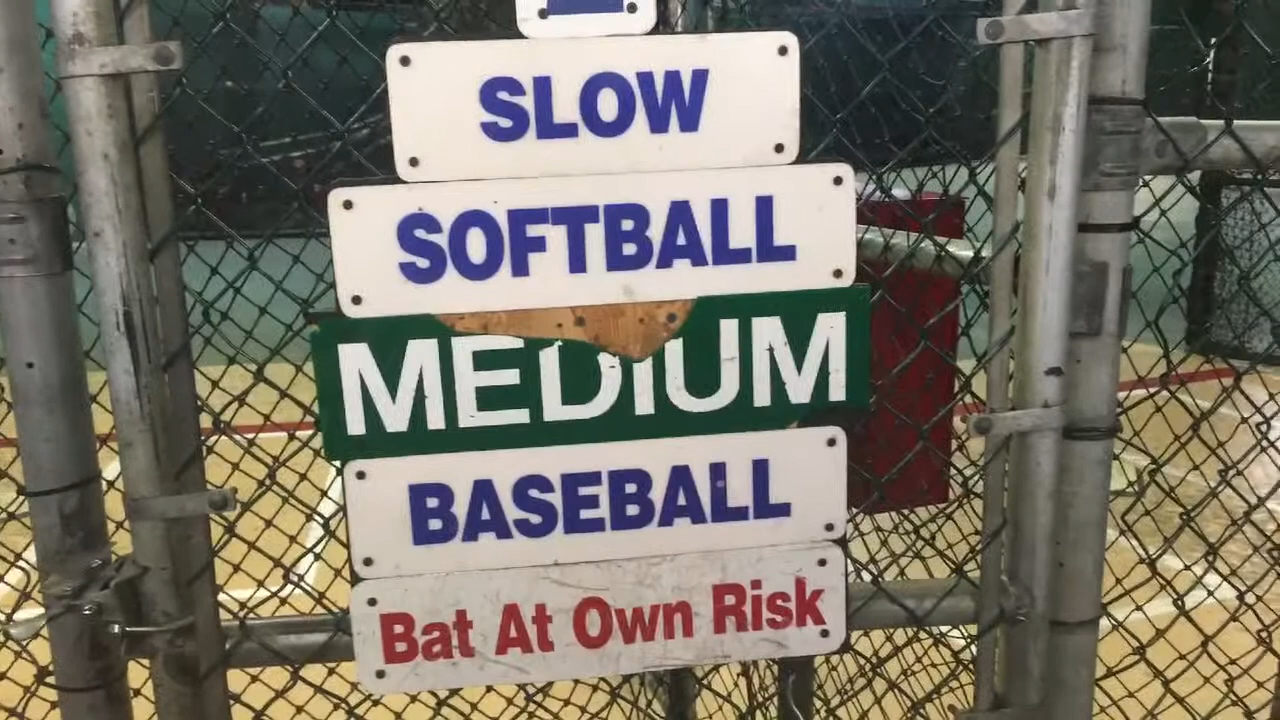 SLOW
SOFTBALL
MEDIUM
BASEBALL
Bat At Own Risk